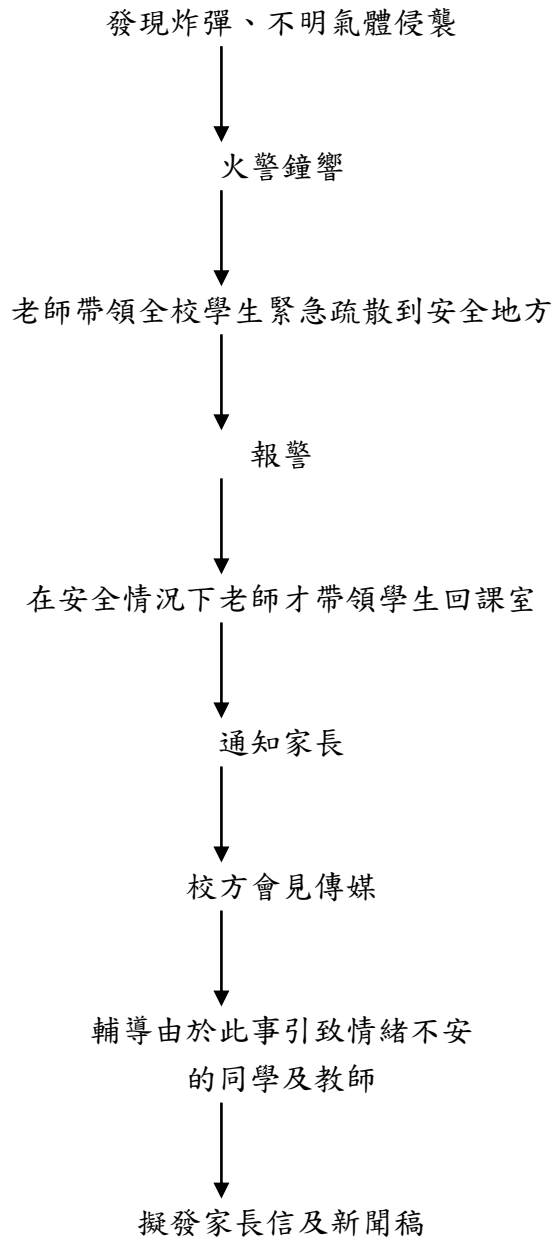 發現炸彈、不明氣體侵襲
火警鐘響
老師帶領全校學生緊急疏散到安全地方
報警
在安全情況下老師才帶領學生回課室
通知家長
校方會見傳媒
輔導由於此事引致情緒不安
的同學及教師
擬發家長信及新聞稿